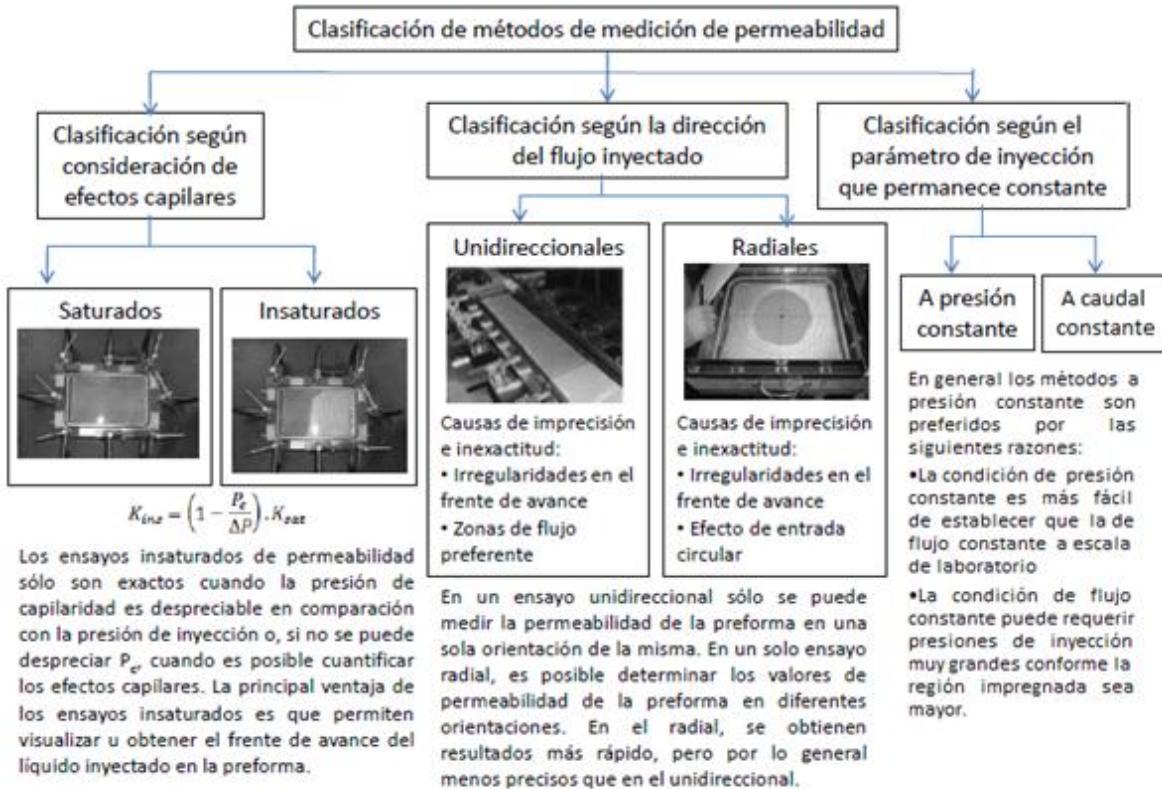 Clasificación de métodos de medición de permeabilidad
Clasificación según
consideración de
efectos capilares
Saturados
Insaturados
K_ins = (1 - P_c/ΔP).K_sat
Los ensayos insaturados de permeabilidad
sólo son exactos cuando la presión de
capilaridad es despreciable en comparación
con la presión de inyección o, si no se puede
despreciar P_c, cuando es posible cuantificar
los efectos capilares. La principal ventaja de
los ensayos insaturados es que permiten
visualizar u obtener el frente de avance del
líquido inyectado en la preforma.
Clasificación según la dirección
del flujo inyectado
Unidireccionales
Causas de imprecisión
e inexactitud:
• Irregularidades en el
frente de avance
• Zonas de flujo
preferente
Radiales
Causas de imprecisión
e inexactitud:
• Irregularidades en el
frente de avance
• Efecto de entrada
circular
En un ensayo unidireccional sólo se puede
medir la permeabilidad de la preforma en una
sola orientación de la misma. En un solo ensayo
radial, es posible determinar los valores de
permeabilidad de la preforma en diferentes
orientaciones. En el radial, se obtienen
resultados más rápido, pero por lo general
menos precisos que en el unidireccional.
Clasificación según el
parámetro de inyección
que permanece constante
A presión
constante
A caudal
constante
En general los métodos a
presión constante son
preferidos por las
siguientes razones:
•La condición de presión
constante es más fácil
de establecer que la de
flujo constante a escala
de laboratorio
•La condición de flujo
constante puede requerir
presiones de inyección
muy grandes conforme la
región impregnada sea
mayor.